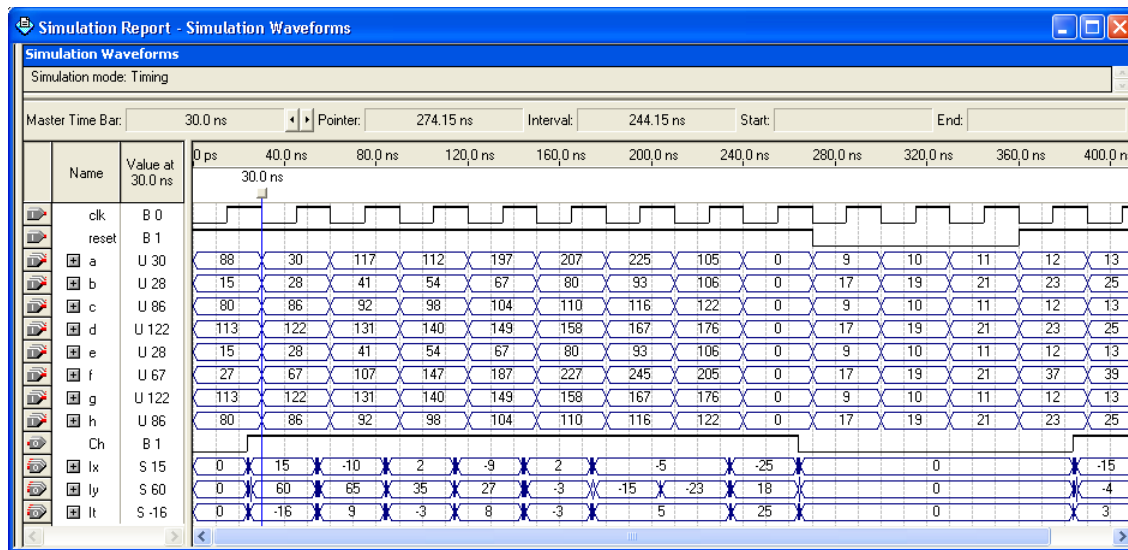 Simulation Report - Simulation Waveforms
Simulation Waveforms
Simulation mode: Timing
Master Time Bar: 30.0 ns Pointer: 274.15 ns Interval: 244.15 ns Start: End:
Name Value at 30.0 ns 0 ps 40.0 ns 80.0 ns 120.0 ns 160.0 ns 200.0 ns 240.0 ns 280.0 ns 320.0 ns 360.0 ns 400.0 n
30.0 ns
clk B 0
reset B 1
a U 30 88 30 117 112 197 207 225 105 0 9 10 11 12 13
b U 28 15 28 41 54 67 80 93 106 0 17 19 21 23 25
c U 86 80 86 92 98 104 110 116 122 0 9 10 11 12 13
d U 122 113 122 131 140 149 158 167 176 0 17 19 21 23 25
e U 28 15 28 41 54 67 80 93 106 0 9 10 11 12 13
f U 67 27 67 107 147 187 227 245 205 0 17 19 21 37 39
g U 122 113 122 131 140 149 158 167 176 0 9 10 11 12 13
h U 86 80 86 92 98 104 110 116 122 0 17 19 21 23 25
Ch B 1
Ix S 15 0 15 -10 2 -9 2 -5 -25 0 -15
Iy S 60 0 60 65 35 27 -3 -15 -23 18 0 -4
It S -16 0 -16 9 -3 8 -3 5 25 0 3